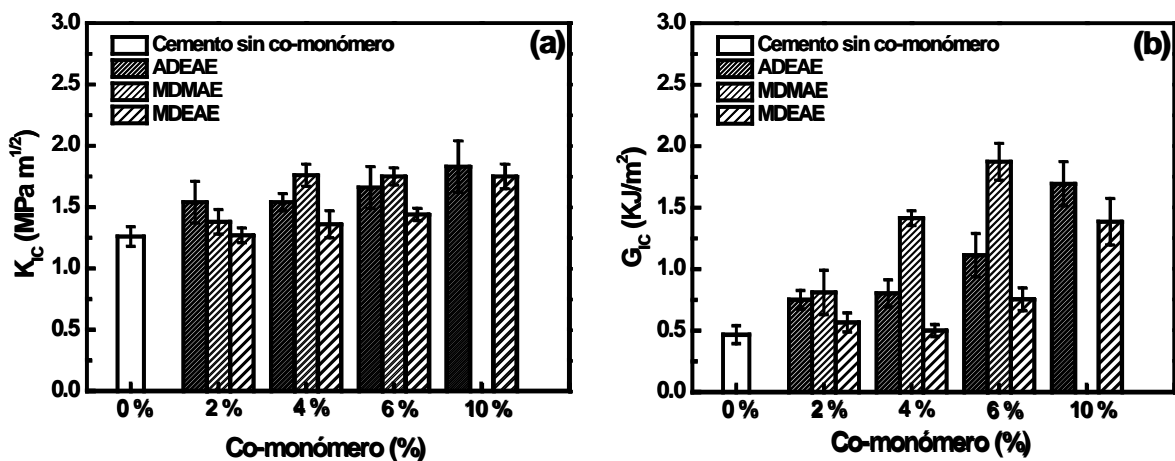 (a)
Cemento sin co-monómero
ADEAE
MDMAE
MDEAE
3.0
2.5
2.0
1.5
1.0
0.5
0.0
K_IC (MPa m^1/2)
0 % 2 % 4 % 6 % 10 %
Co-monómero (%)
(b)
Cemento sin co-monómero
ADEAE
MDMAE
MDEAE
3.0
2.5
2.0
1.5
1.0
0.5
0.0
G_IC (KJ/m²)
0 % 2 % 4 % 6 % 10 %
Co-monómero (%)